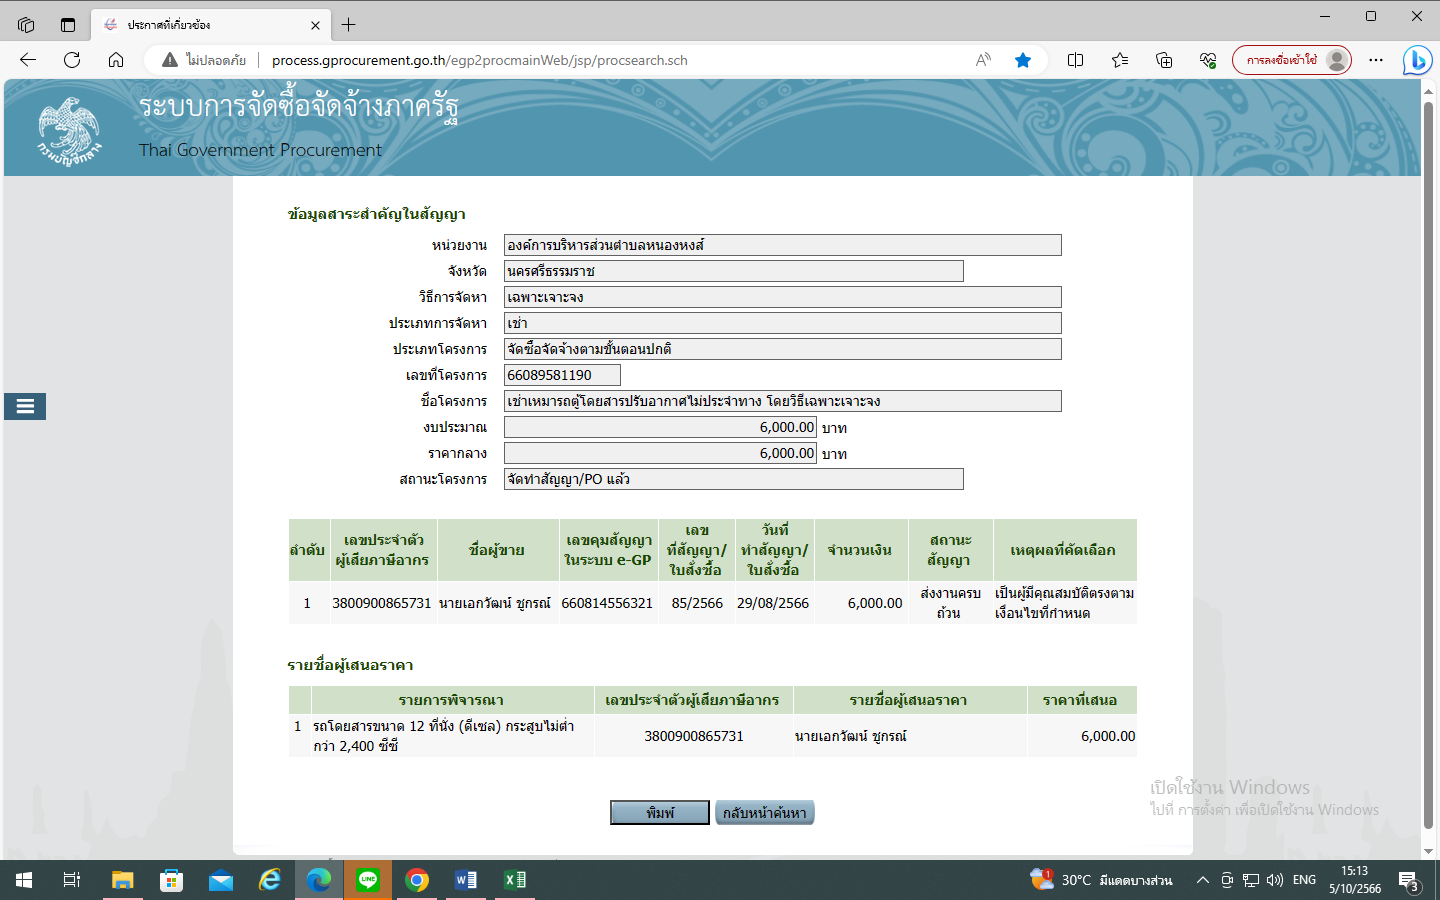 ประกาศที่เกี่ยวข้อง
ไม่ปลอดภัย
process.gprocurement.go.th/egp2procmainWeb/jsp/procsearch.sch
การลงชื่อเข้าใช้
ระบบการจัดซื้อจัดจ้างภาครัฐ
Thai Government Procurement
กรมบัญชีกลาง
ข้อมูลสาระสำคัญในสัญญา
หน่วยงาน องค์การบริหารส่วนตำบลหนองหงส์
จังหวัด นครศรีธรรมราช
วิธีการจัดหา เฉพาะเจาะจง
ประเภทการจัดหา เช่า
ประเภทโครงการ จัดซื้อจัดจ้างตามขั้นตอนปกติ
เลขที่โครงการ 66089581190
ชื่อโครงการ เช่าเหมารถตู้โดยสารปรับอากาศไม่ประจำทาง โดยวิธีเฉพาะเจาะจง
งบประมาณ 6,000.00 บาท
ราคากลาง 6,000.00 บาท
สถานะโครงการ จัดทำสัญญา/PO แล้ว
ลำดับ เลขประจำตัวผู้เสียภาษีอากร ชื่อผู้ขาย เลขคุมสัญญาในระบบ e-GP เลขที่สัญญา/ใบสั่งซื้อ วันที่ทำสัญญา/ใบสั่งซื้อ จำนวนเงิน สถานะสัญญา เหตุผลที่คัดเลือก
1 3800900865731 นายเอกวัฒน์ ชูกรณ์ 660814556321 85/2566 29/08/2566 6,000.00 ส่งงานครบถ้วน เป็นผู้มีคุณสมบัติตรงตามเงื่อนไขที่กำหนด
รายชื่อผู้เสนอราคา
รายการพิจารณา เลขประจำตัวผู้เสียภาษีอากร รายชื่อผู้เสนอราคา ราคาที่เสนอ
1 รถโดยสารขนาด 12 ที่นั่ง (ดีเซล) กระสูบไม่ต่ำกว่า 2,400 ซีซี 3800900865731 นายเอกวัฒน์ ชูกรณ์ 6,000.00
พิมพ์ กลับหน้าค้นหา
เปิดใช้งาน Windows
ไปที่ การตั้งค่า เพื่อเปิดใช้งาน Windows
1 30°C มีแดดบางส่วน ENG 15:13
5/10/2566 3